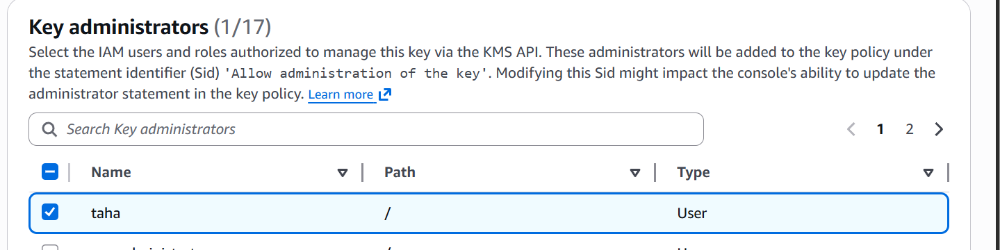 Key administrators (1/17)
Select the IAM users and roles authorized to manage this key via the KMS API. These administrators will be added to the key policy under
the statement identifier (Sid) 'Allow administration of the key'. Modifying this Sid might impact the console's ability to update the
administrator statement in the key policy. Learn more
Search Key administrators
1 2
Name Path Type
taha / User